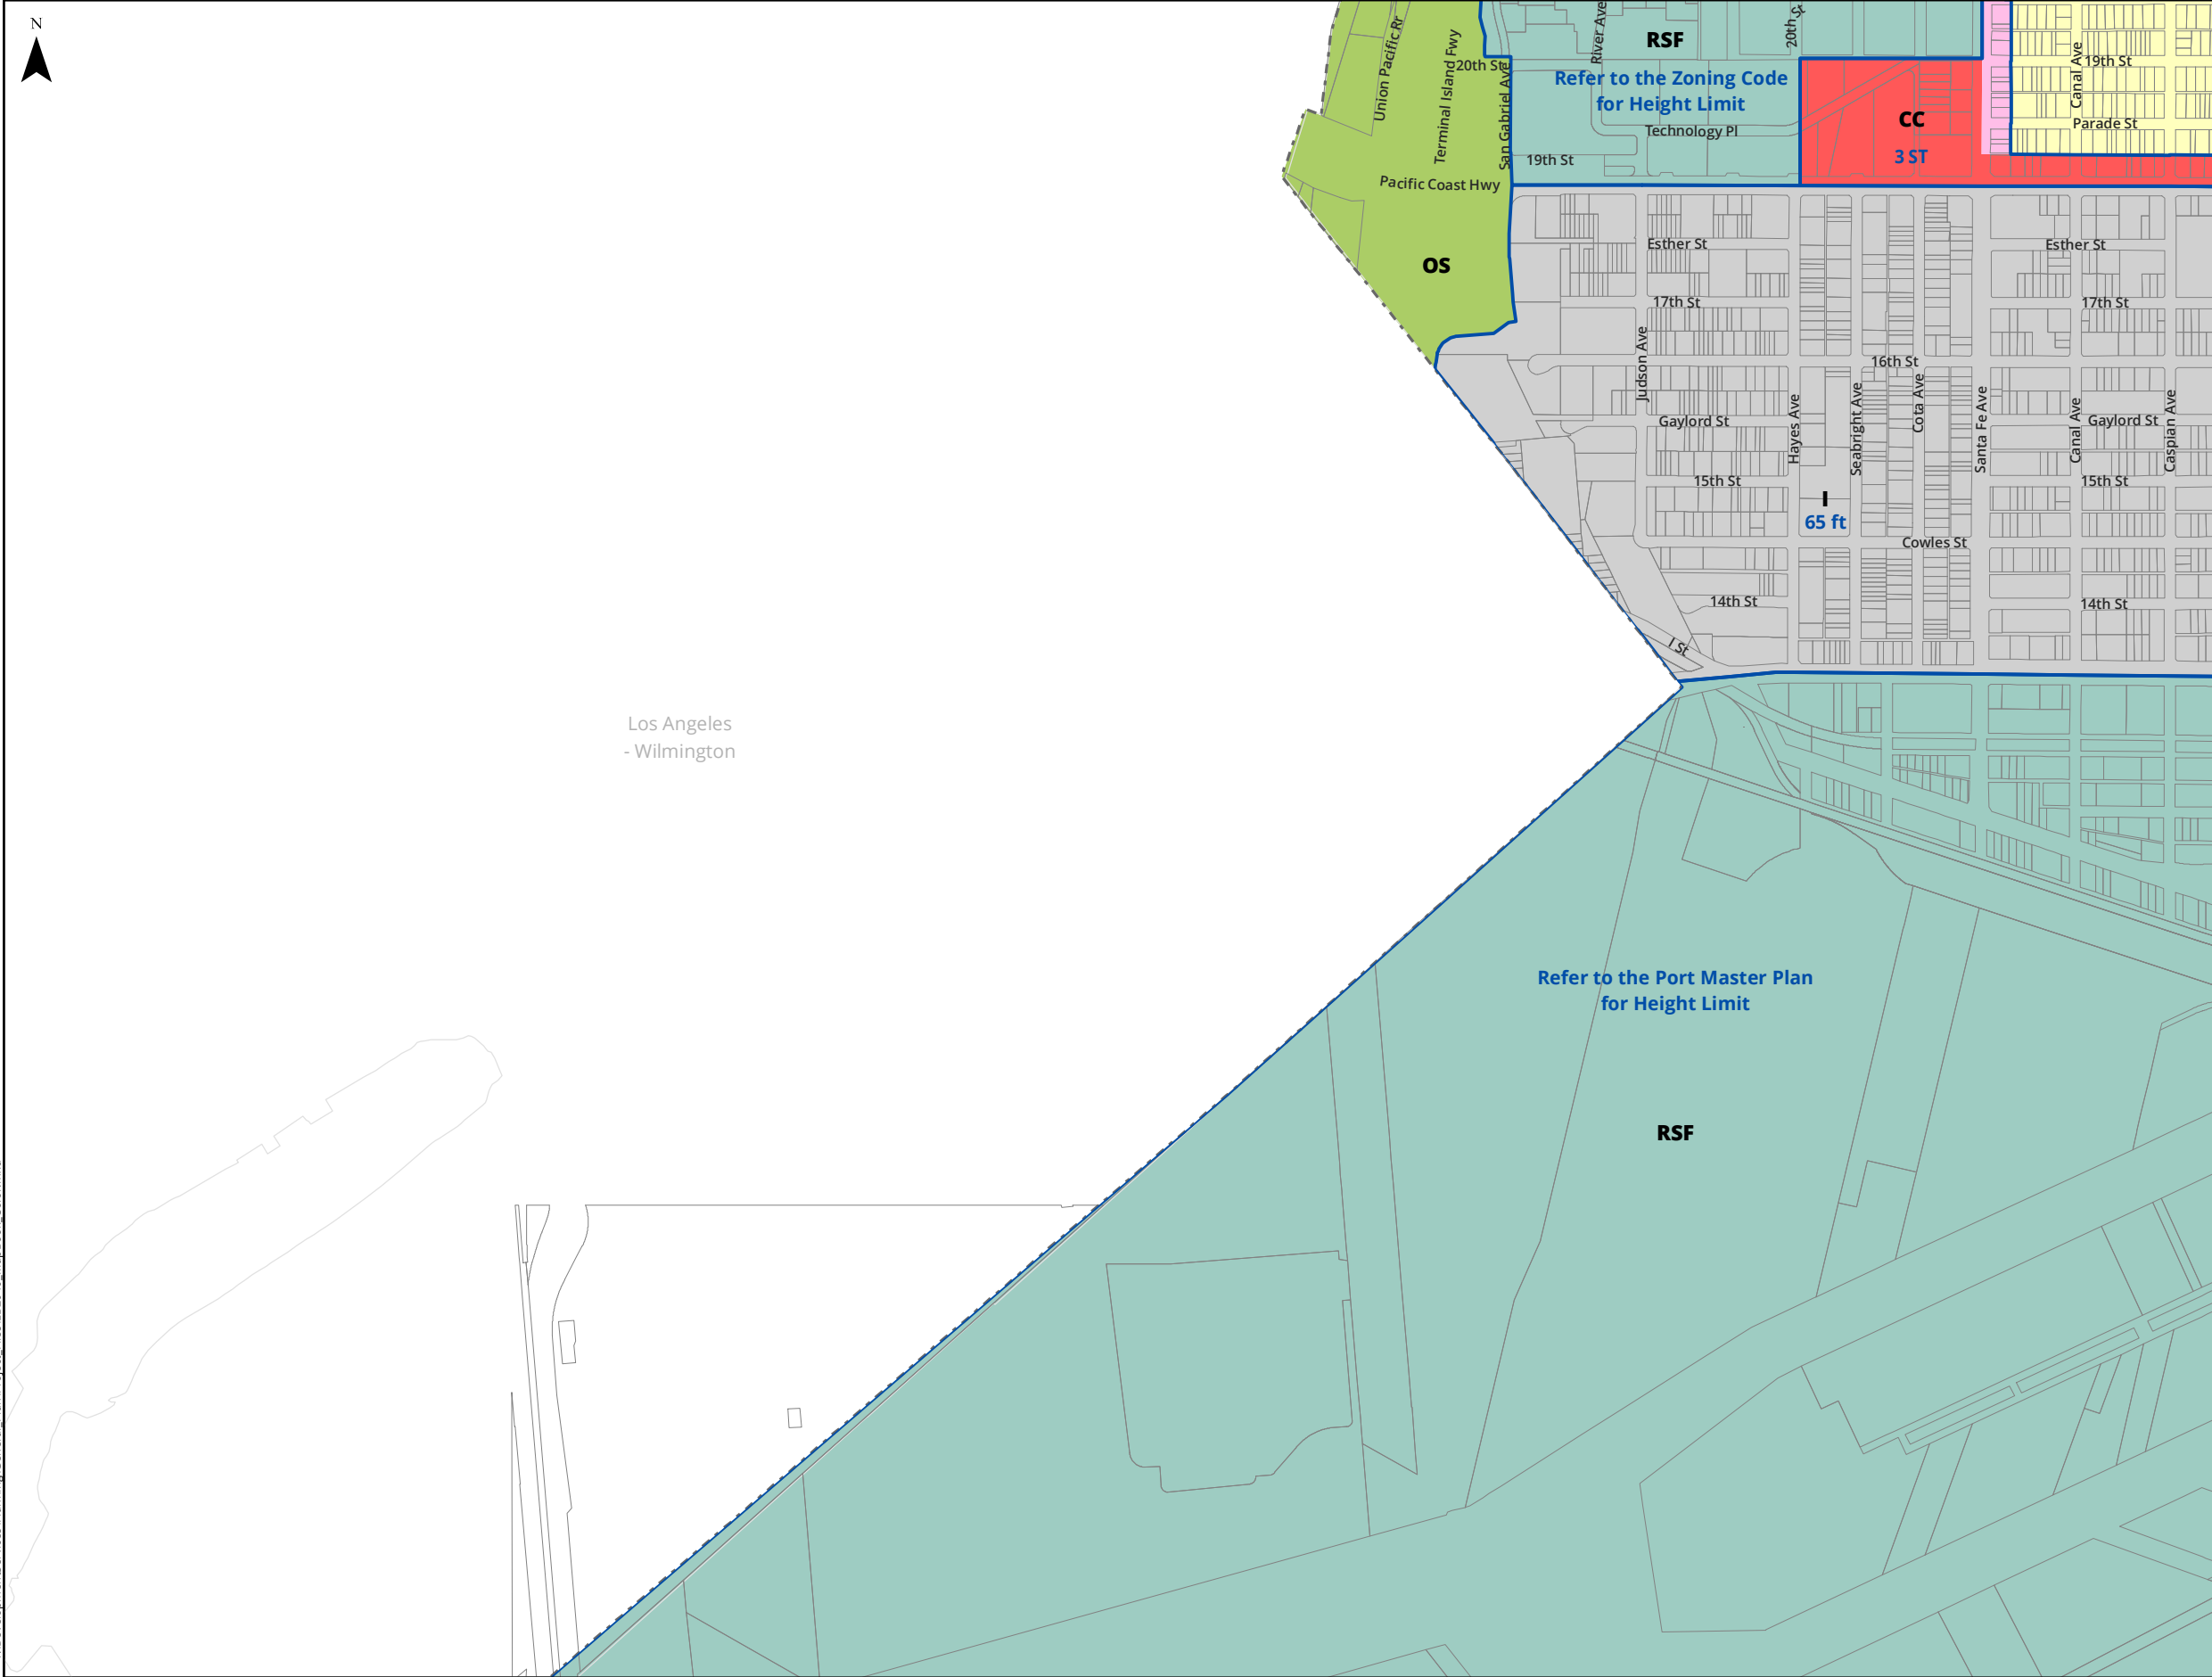 N
Union Pacific Rr
Terminal Island Fwy
20th St
San Gabriel Ave
River Ave
RSF
20th St
Refer to the Zoning Code
for Height Limit
Technology Pl
19th St
CC
3 ST
Canal Ave
19th St
Parade St
Pacific Coast Hwy
OS
Esther St
Esther St
17th St
17th St
Judson Ave
16th St
Gaylord St
Hayes Ave
Seabright Ave
Cota Ave
Santa Fe Ave
Canal Ave
Gaylord St
Caspian Ave
15th St
15th St
I
65 ft
Cowles St
14th St
14th St
I St
Los Angeles
- Wilmington
Refer to the Port Master Plan
for Height Limit
RSF